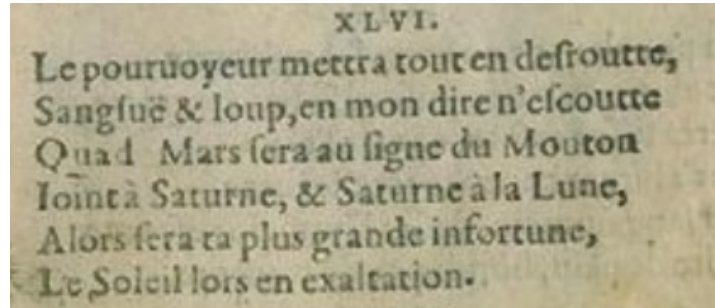 XLVI.
Le pouruoyeur mettra tout en deſroutte,
Sangſuë & loup, en mon dire n'eſcoutte
Quād Mars ſera au ſigne du Mouton
Ioint à Saturne, & Saturne à la Lune,
Alors ſera ta plus grande infortune,
Le Soleil lors en exaltation.